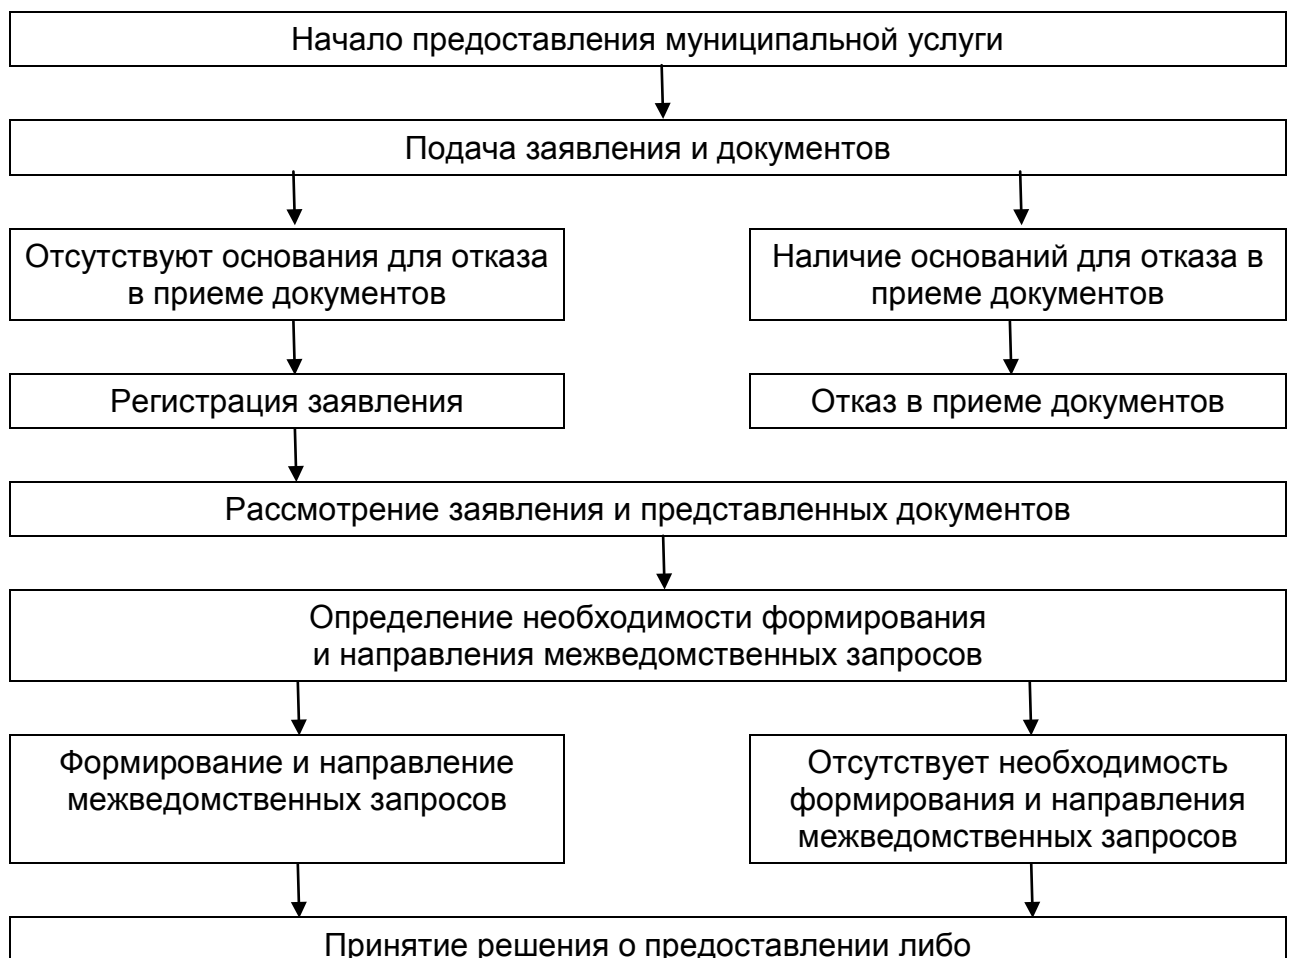 Начало предоставления муниципальной услуги
Подача заявления и документов
Отсутствуют основания для отказа
в приеме документов
Наличие оснований для отказа в
приеме документов
Регистрация заявления
Отказ в приеме документов
Рассмотрение заявления и представленных документов
Определение необходимости формирования
и направления межведомственных запросов
Формирование и направление
межведомственных запросов
Отсутствует необходимость
формирования и направления
межведомственных запросов
Принятие решения о предоставлении либо